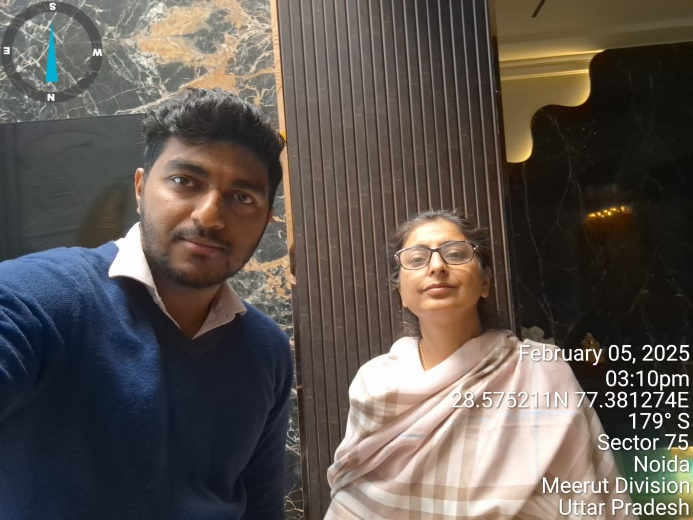 S
E W
N
February 05, 2025
03:10pm
28.575211N 77.381274E
179° S
Sector 75
Noida
Meerut Division
Uttar Pradesh